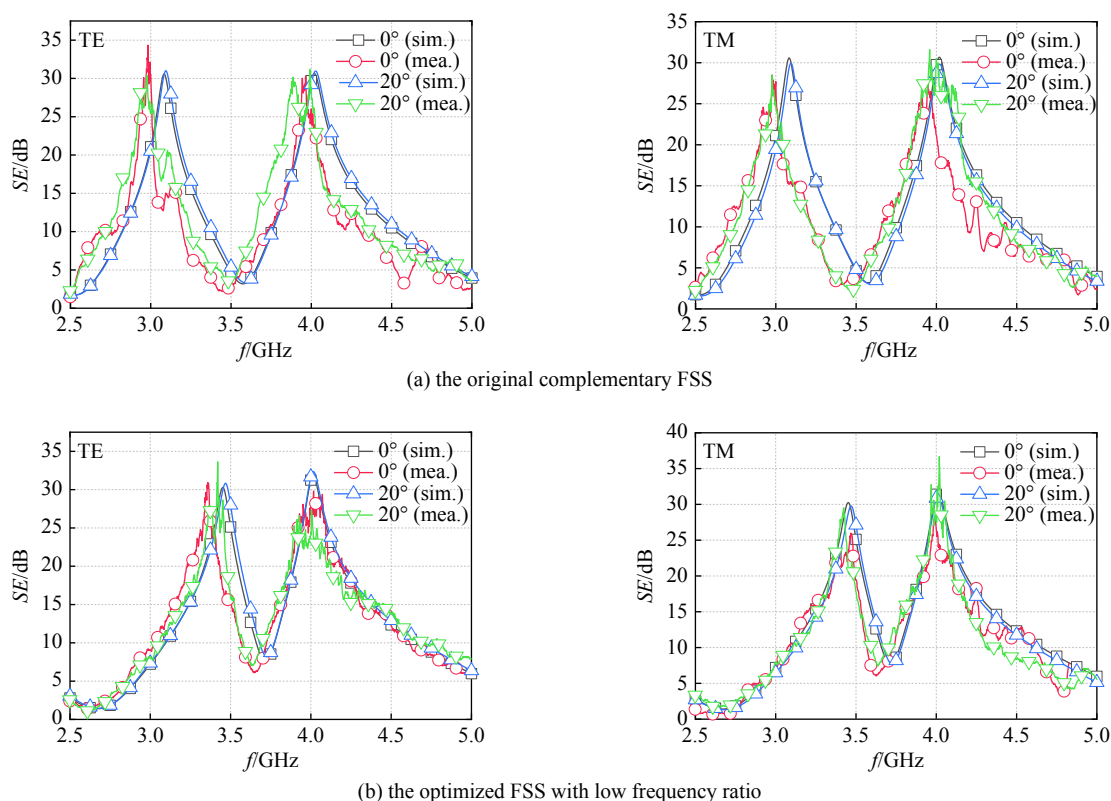 TE
0° (sim.)
0° (mea.)
20° (sim.)
20° (mea.)
SE/dB
35
30
25
20
15
10
5
0
2.5 3.0 3.5 4.0 4.5 5.0
f/GHz
TM
0° (sim.)
0° (mea.)
20° (sim.)
20° (mea.)
SE/dB
35
30
25
20
15
10
5
0
2.5 3.0 3.5 4.0 4.5 5.0
f/GHz
(a) the original complementary FSS
TE
0° (sim.)
0° (mea.)
20° (sim.)
20° (mea.)
SE/dB
35
30
25
20
15
10
5
0
2.5 3.0 3.5 4.0 4.5 5.0
f/GHz
TM
0° (sim.)
0° (mea.)
20° (sim.)
20° (mea.)
SE/dB
40
35
30
25
20
15
10
5
0
2.5 3.0 3.5 4.0 4.5 5.0
f/GHz
(b) the optimized FSS with low frequency ratio